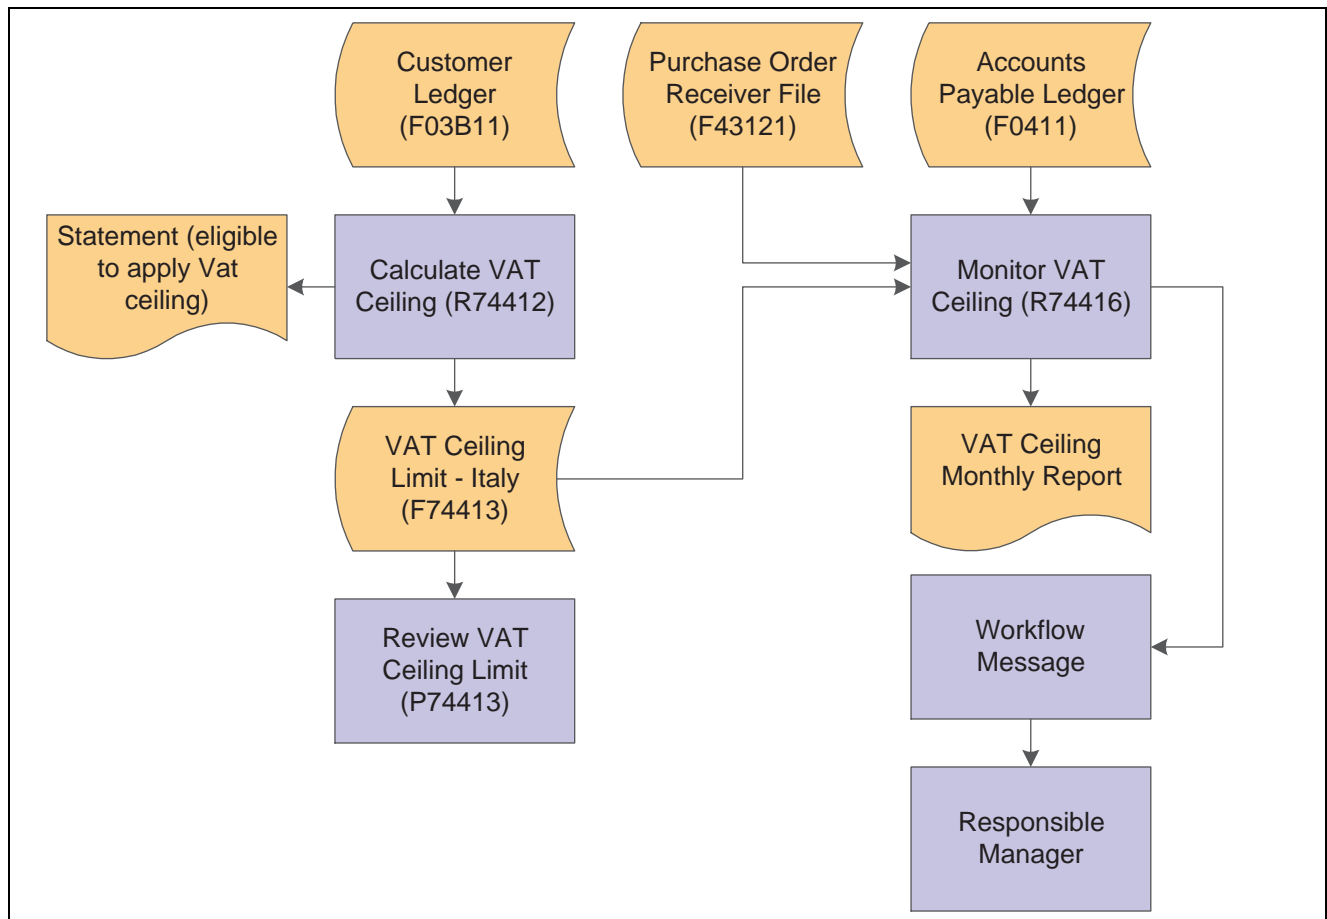 Customer
Ledger
(F03B11)
Purchase Order
Receiver File
(F43121)
Accounts
Payable Ledger
(F0411)
Statement (eligible
to apply Vat
ceiling)
Calculate VAT
Ceiling (R74412)
Monitor VAT
Ceiling (R74416)
VAT Ceiling
Limit - Italy
(F74413)
VAT Ceiling
Monthly Report
Review VAT
Ceiling Limit
(P74413)
Workflow
Message
Responsible
Manager